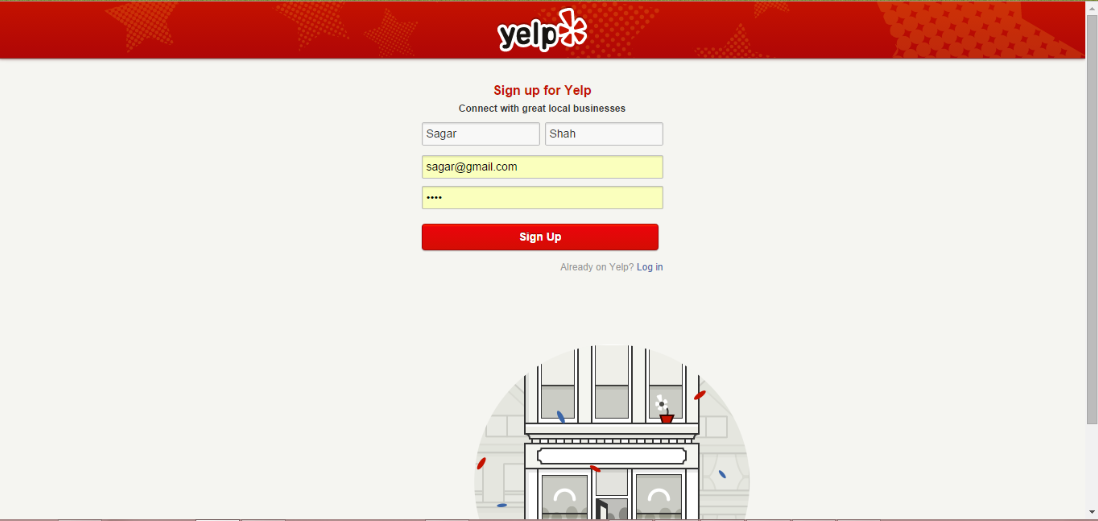 yelp
Sign up for Yelp
Connect with great local businesses
Sagar Shah
sagar@gmail.com
••••
Sign Up
Already on Yelp? Log in